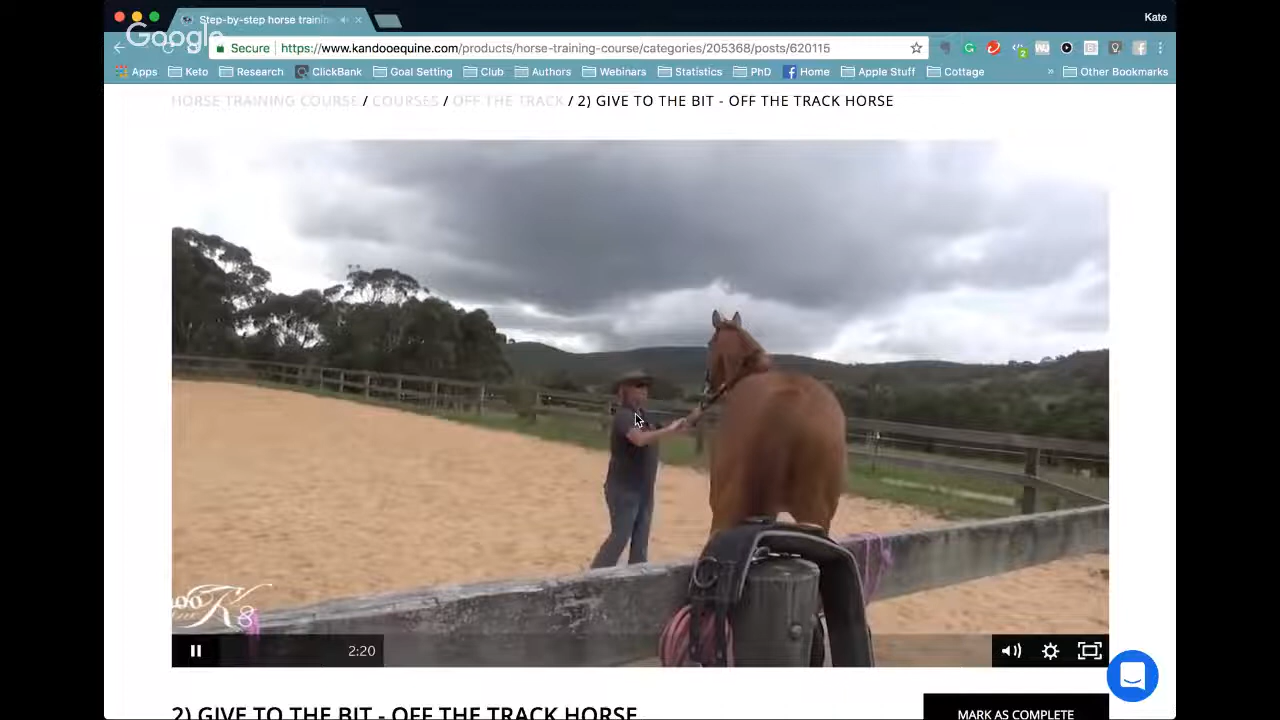 Step-by-step horse trainin
Kate
Google
Secure https://www.kandooequine.com/products/horse-training-course/categories/205368/posts/620115
Apps Keto Research ClickBank Goal Setting Club Authors Webinars Statistics PhD Home Apple Stuff Cottage » Other Bookmarks
HORSE TRAINING COURSE / COURSES / OFF THE TRACK / 2) GIVE TO THE BIT - OFF THE TRACK HORSE
2:20
2) GIVE TO THE BIT - OFF THE TRACK HORSE
MARK AS COMPLETE